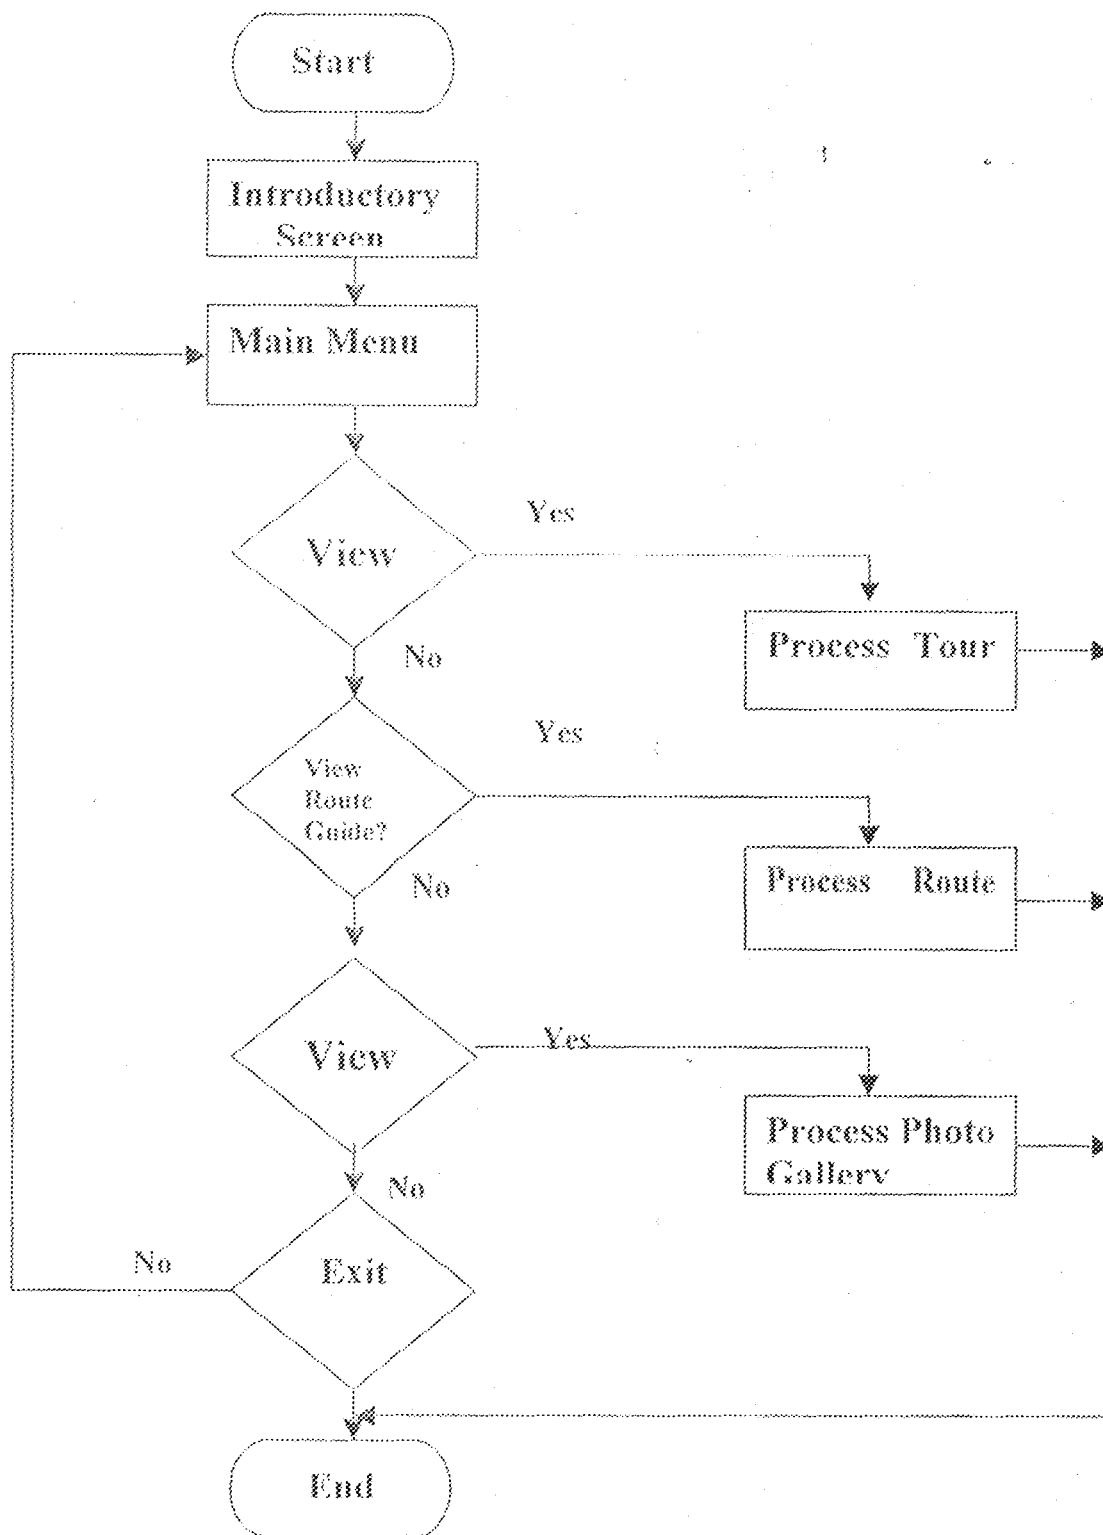 Start
Introductory
Screen
Main Menu
View
Yes
No
Process Tour
View
Route
Guide?
Yes
No
Process Route
View
Yes
No
Process Photo
Gallery
Exit
No
End